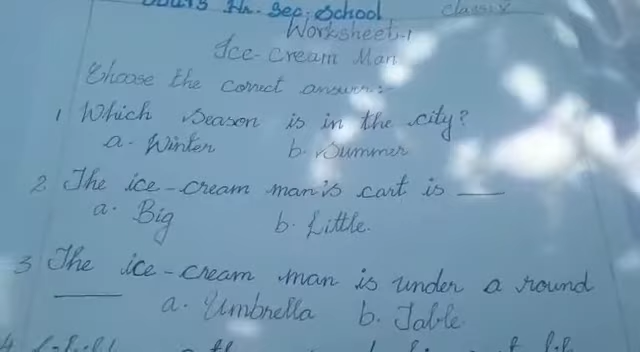 Hr. Sec. School
Class:
Worksheet-1
Ice-Cream Man
Choose the correct answer:-
1 Which season is in the city?
a. Winter b. Summer
2 The ice-cream man's cart is ___
a. Big b. Little.
3 The ice-cream man is under a round
___ a. Umbrella b. Table
4.